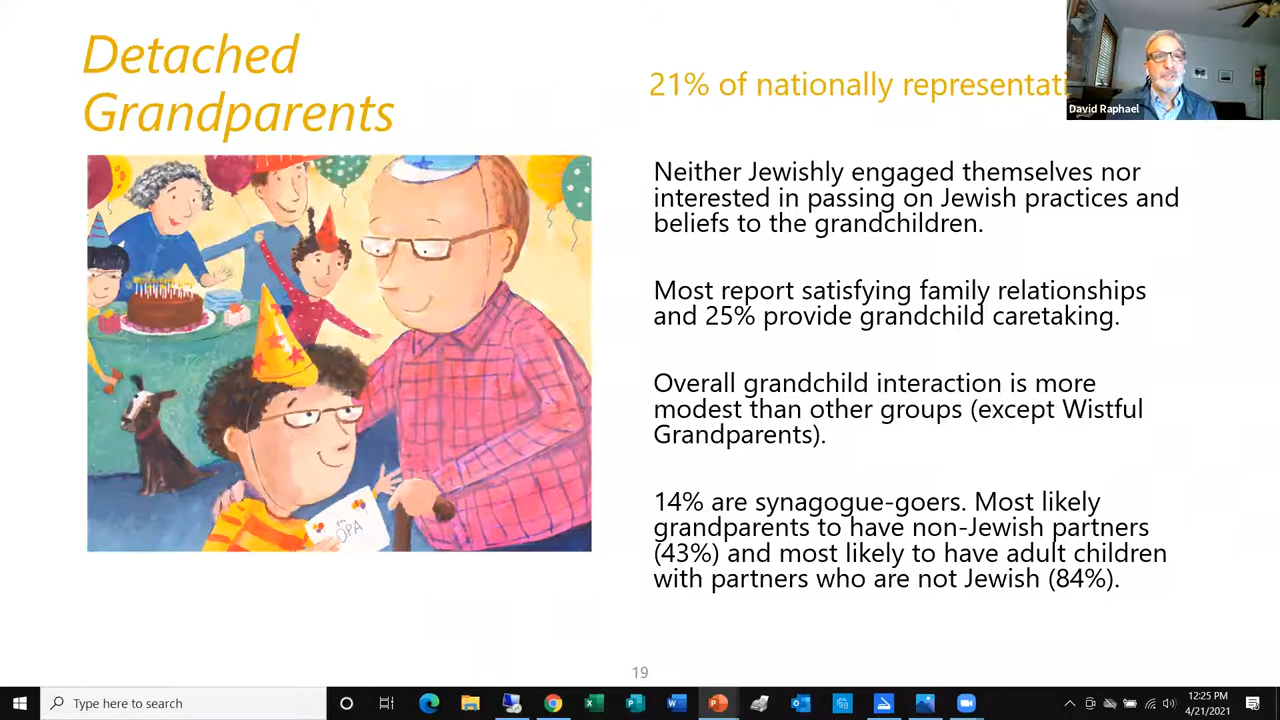 Detached
Grandparents
21% of nationally
David Raphael
Neither Jewishly engaged themselves nor
interested in passing on Jewish practices and
beliefs to the grandchildren.
Most report satisfying family relationships
and 25% provide grandchild caretaking.
Overall grandchild interaction is more
modest than other groups (except Wistful
Grandparents).
14% are synagogue-goers. Most likely
grandparents to have non-Jewish partners
(43%) and most likely to have adult children
with partners who are not Jewish (84%).
OPA
19
Type here to search
12:25 PM
4/21/2021